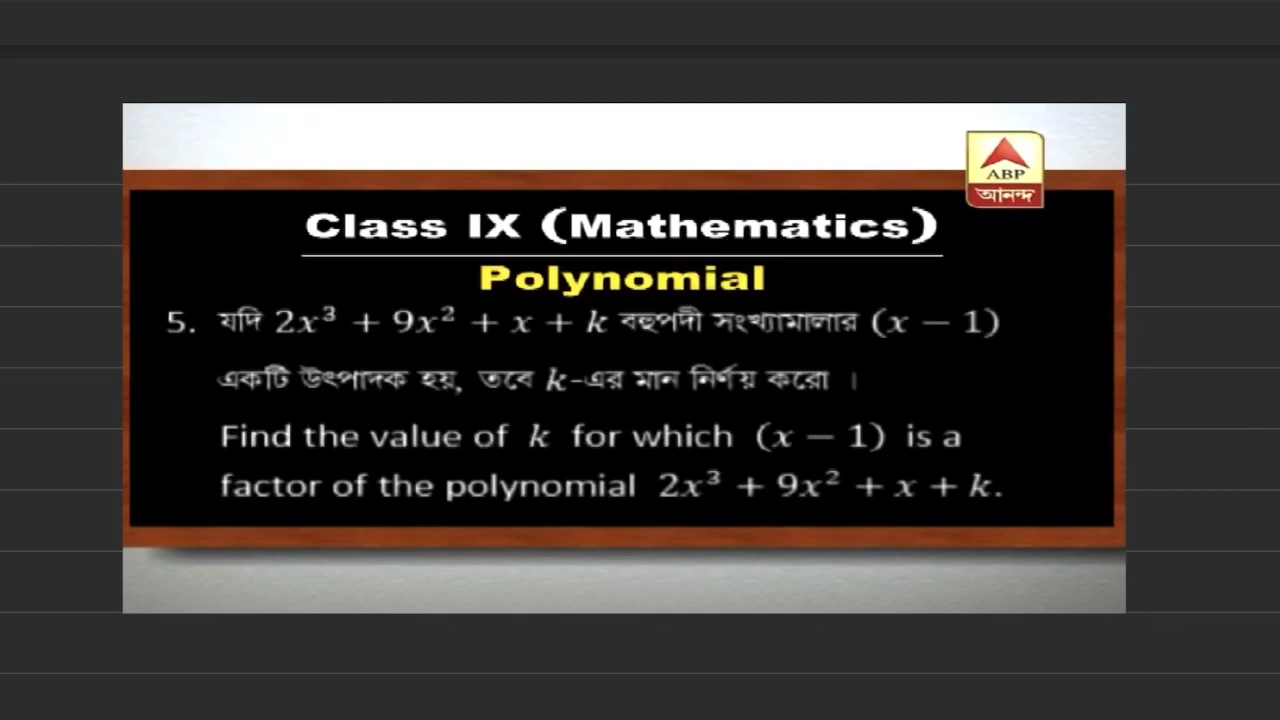 ABP
আনন্দ
Class IX (Mathematics)
Polynomial
5. যদি 2x³ + 9x² + x + k বহুপদী সংখ্যামালার (x − 1)
একটি উৎপাদক হয়, তবে k-এর মান নির্ণয় করো ।
Find the value of k for which (x − 1) is a
factor of the polynomial 2x³ + 9x² + x + k.